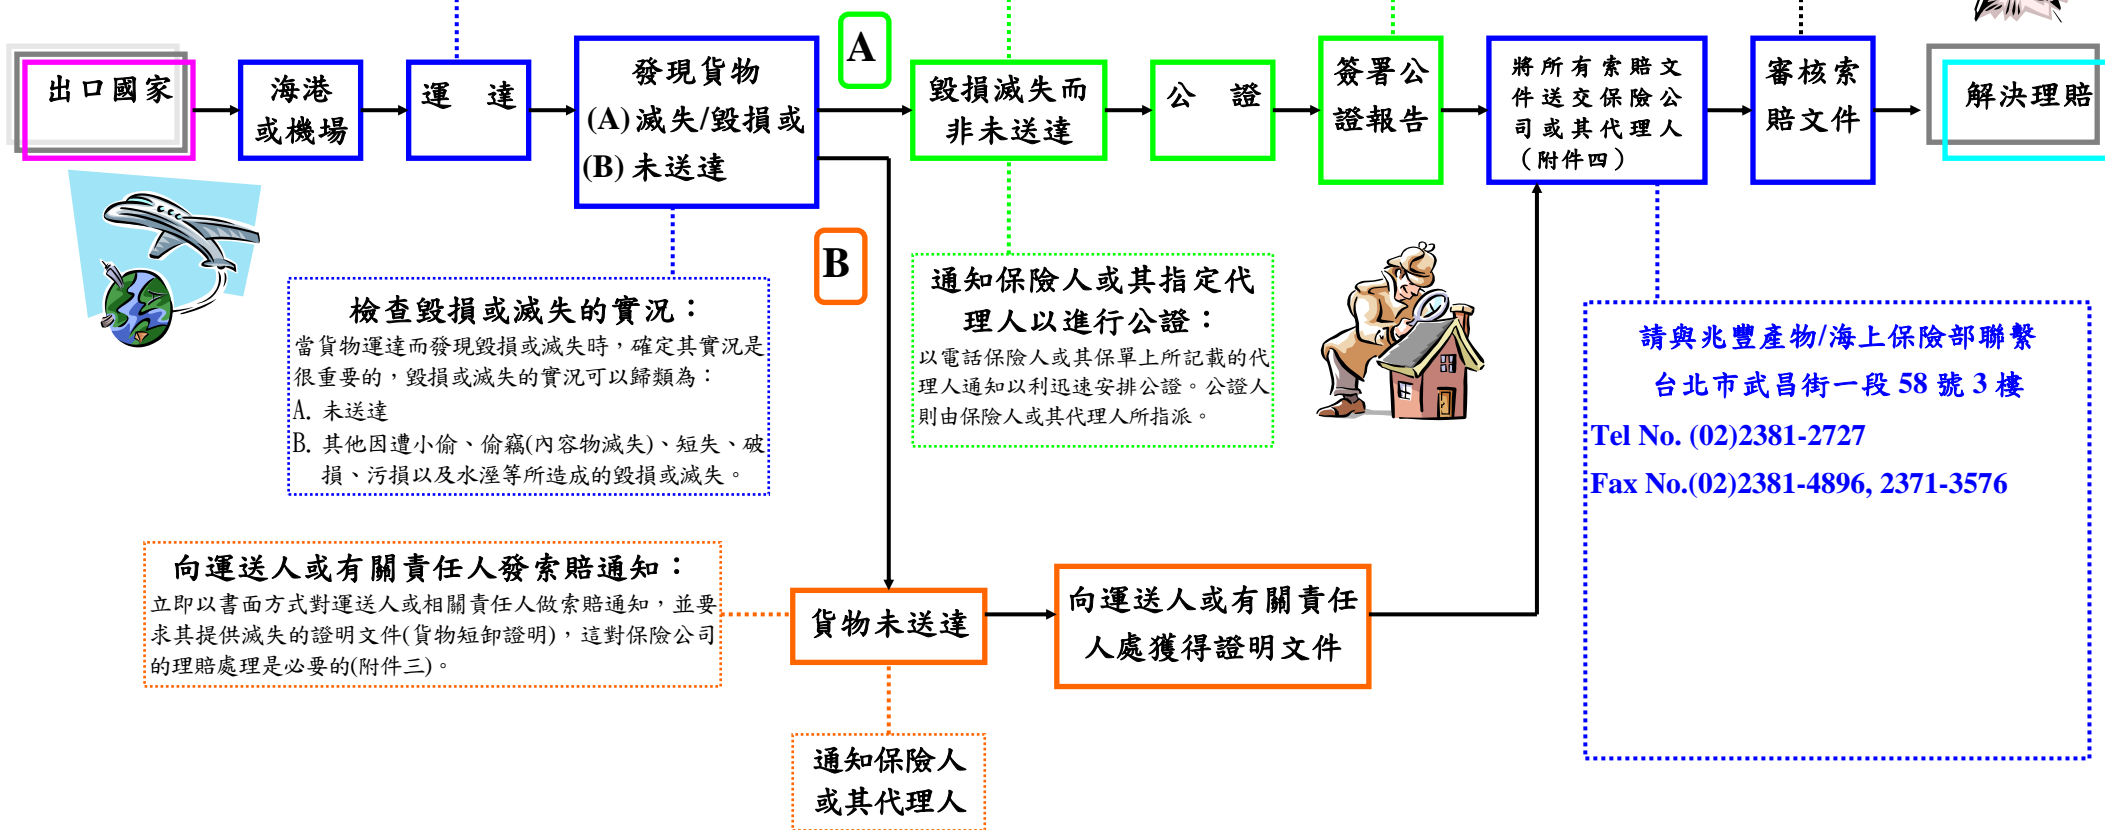 出口國家
海港
或機場
運 達
發現貨物
(A)滅失/毀損或
(B)未送達
A
毀損滅失而
非未送達
公 證
簽署公
證報告
將所有索賠文
件送交保險公
司或其代理人
(附件四)
審核索
賠文件
解決理賠
B
檢查毀損或滅失的實況：
當貨物運達而發現毀損或滅失時，確定其實況是
很重要的，毀損或滅失的實況可以歸類為：
A. 未送達
B. 其他因遭小偷、偷竊(內容物滅失)、短失、破
損、污損以及水溼等所造成的毀損或滅失。
通知保險人或其指定代
理人以進行公證：
以電話保險人或其保單上所記載的代
理人通知以利迅速安排公證。公證人
則由保險人或其代理人所指派。
請與兆豐產物/海上保險部聯繫
台北市武昌街一段 58 號 3 樓
Tel No. (02)2381-2727
Fax No.(02)2381-4896, 2371-3576
向運送人或有關責任人發索賠通知：
立即以書面方式對運送人或相關責任人做索賠通知，並要
求其提供滅失的證明文件(貨物短卸證明)，這對保險公司
的理賠處理是必要的(附件三)。
貨物未送達
向運送人或有關責任
人處獲得證明文件
通知保險人
或其代理人